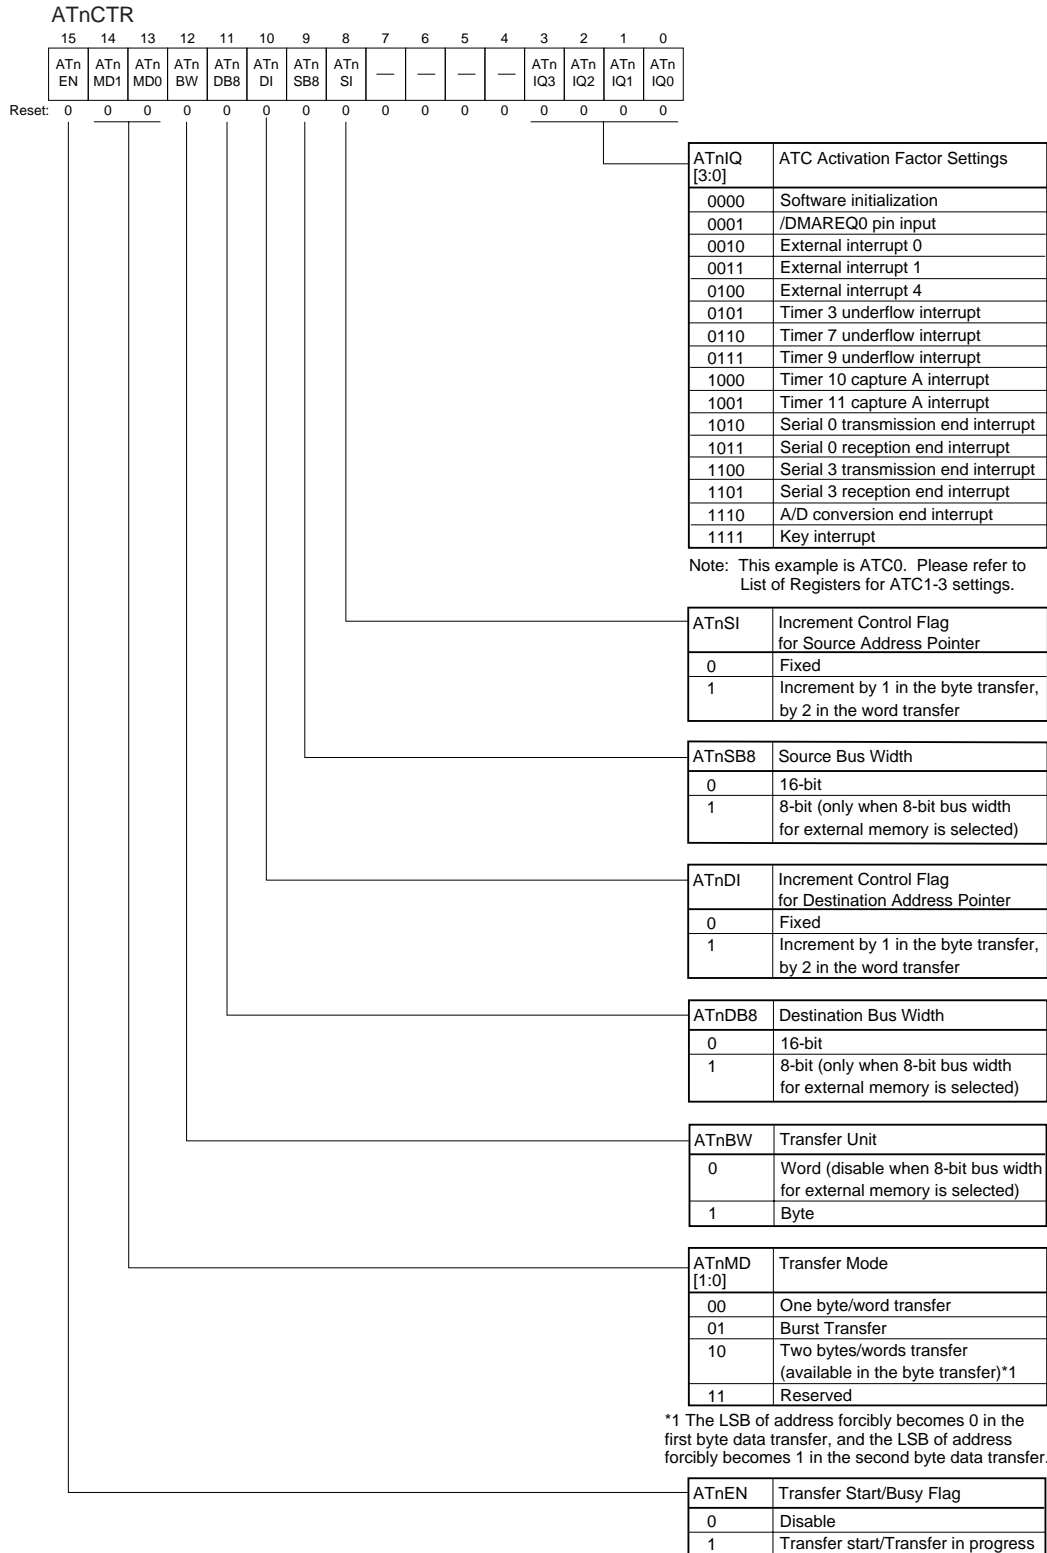 ATnCTR
15 14 13 12 11 10 9 8 7 6 5 4 3 2 1 0
ATn EN ATn MD1 ATn MD0 ATn BW ATn DB8 ATn DI ATn SB8 ATn SI — — — — ATn IQ3 ATn IQ2 ATn IQ1 ATn IQ0
Reset: 0 0 0 0 0 0 0 0 0 0 0 0 0 0 0 0
ATnIQ [3:0] ATC Activation Factor Settings
0000 Software initialization
0001 /DMAREQ0 pin input
0010 External interrupt 0
0011 External interrupt 1
0100 External interrupt 4
0101 Timer 3 underflow interrupt
0110 Timer 7 underflow interrupt
0111 Timer 9 underflow interrupt
1000 Timer 10 capture A interrupt
1001 Timer 11 capture A interrupt
1010 Serial 0 transmission end interrupt
1011 Serial 0 reception end interrupt
1100 Serial 3 transmission end interrupt
1101 Serial 3 reception end interrupt
1110 A/D conversion end interrupt
1111 Key interrupt
Note: This example is ATC0. Please refer to
List of Registers for ATC1-3 settings.
ATnSI Increment Control Flag
for Source Address Pointer
0 Fixed
1 Increment by 1 in the byte transfer,
by 2 in the word transfer
ATnSB8 Source Bus Width
0 16-bit
1 8-bit (only when 8-bit bus width
for external memory is selected)
ATnDI Increment Control Flag
for Destination Address Pointer
0 Fixed
1 Increment by 1 in the byte transfer,
by 2 in the word transfer
ATnDB8 Destination Bus Width
0 16-bit
1 8-bit (only when 8-bit bus width
for external memory is selected)
ATnBW Transfer Unit
0 Word (disable when 8-bit bus width
for external memory is selected)
1 Byte
ATnMD [1:0] Transfer Mode
00 One byte/word transfer
01 Burst Transfer
10 Two bytes/words transfer
(available in the byte transfer)*1
11 Reserved
*1 The LSB of address forcibly becomes 0 in the
first byte data transfer, and the LSB of address
forcibly becomes 1 in the second byte data transfer.
ATnEN Transfer Start/Busy Flag
0 Disable
1 Transfer start/Transfer in progress